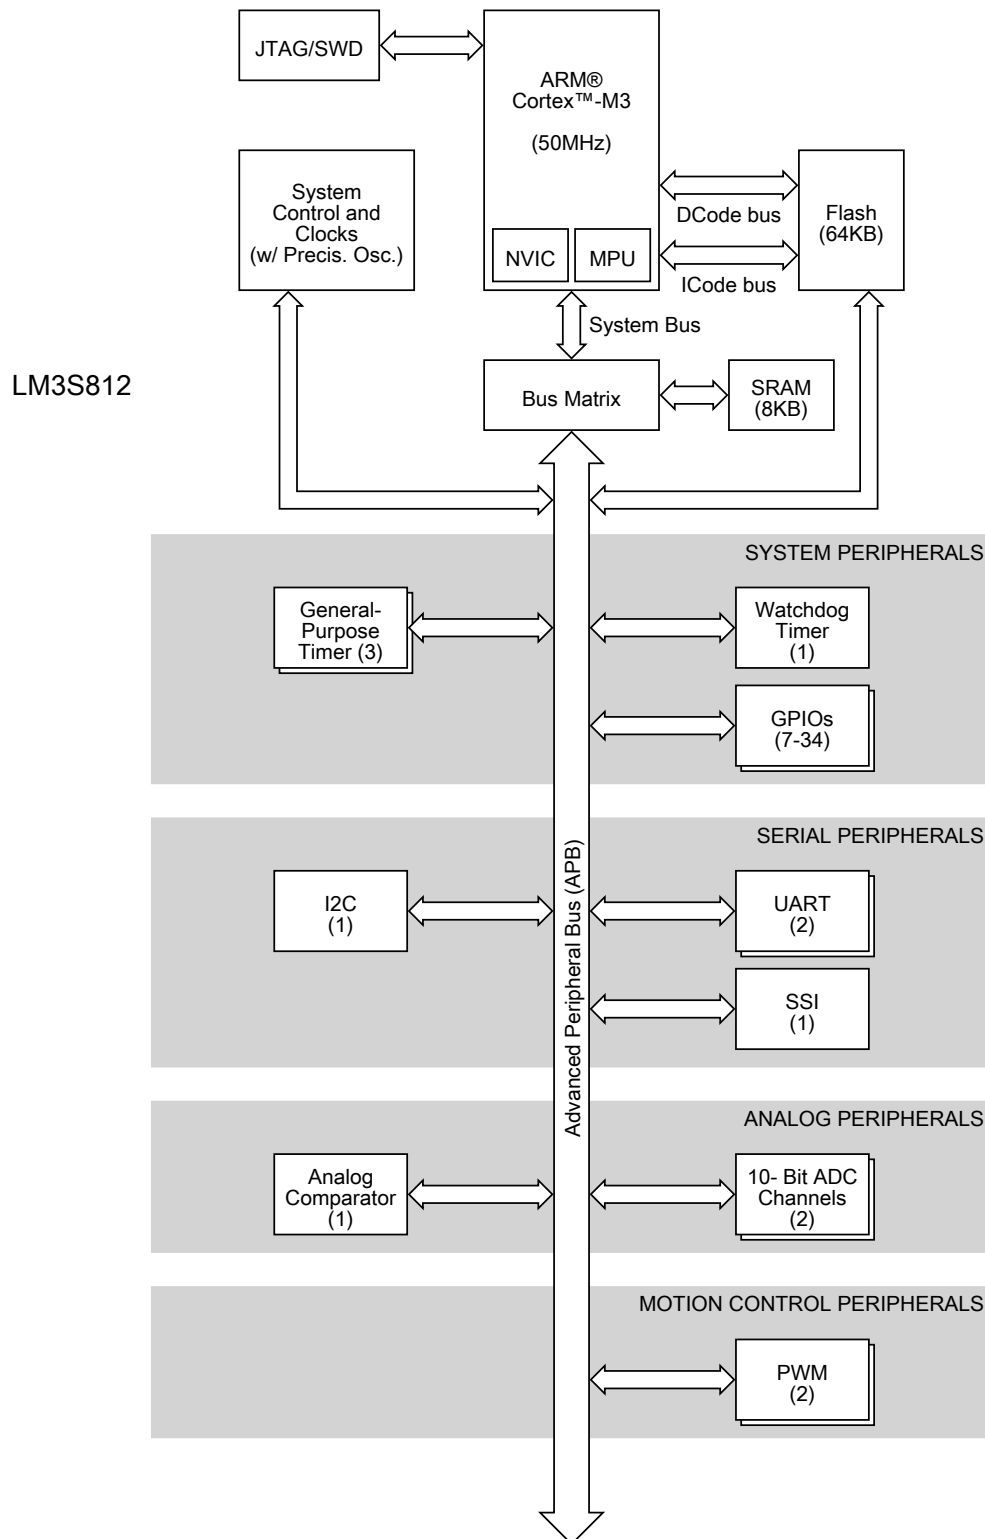 JTAG/SWD
ARM®
Cortex™-M3
(50MHz)
System
Control and
Clocks
(w/ Precis. Osc.)
DCode bus
Flash
(64KB)
NVIC
MPU
ICode bus
System Bus
LM3S812
Bus Matrix
SRAM
(8KB)
SYSTEM PERIPHERALS
General-
Purpose
Timer (3)
Watchdog
Timer
(1)
GPIOs
(7-34)
SERIAL PERIPHERALS
Advanced Peripheral Bus (APB)
I2C
(1)
UART
(2)
SSI
(1)
ANALOG PERIPHERALS
Analog
Comparator
(1)
10- Bit ADC
Channels
(2)
MOTION CONTROL PERIPHERALS
PWM
(2)